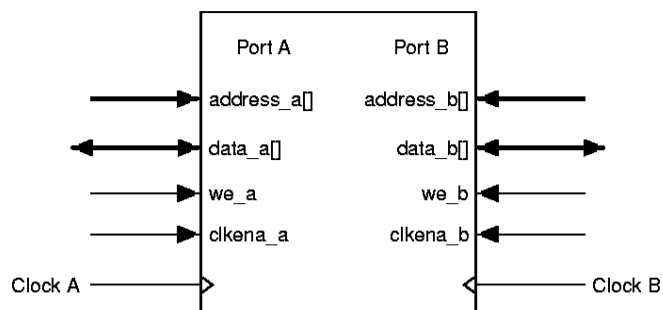 Port A Port B
address_a[] address_b[]
data_a[] data_b[]
we_a we_b
clkena_a clkena_b
Clock A Clock B